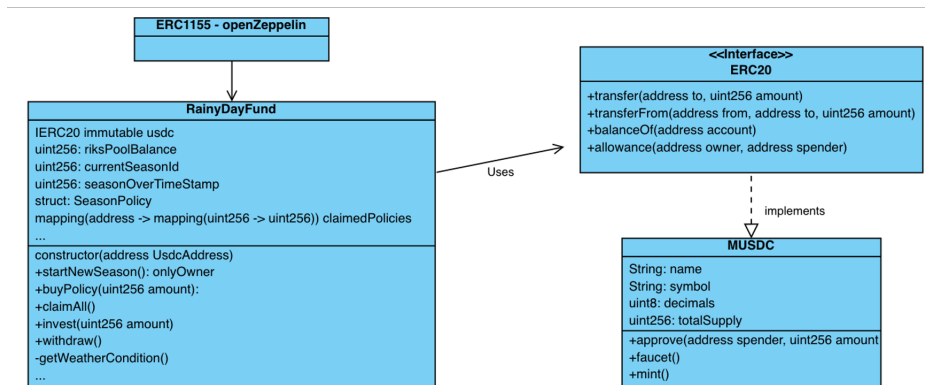 ERC1155 - openZeppelin
RainyDayFund
IERC20 immutable usdc
uint256: riksPoolBalance
uint256: currentSeasonId
uint256: seasonOverTimeStamp
struct: SeasonPolicy
mapping(address -> mapping(uint256 -> uint256)) claimedPolicies
...
constructor(address UsdcAddress)
+startNewSeason(): onlyOwner
+buyPolicy(uint256 amount):
+claimAll()
+invest(uint256 amount)
+withdraw()
-getWeatherCondition()
...
Uses
<<Interface>>
ERC20
+transfer(address to, uint256 amount)
+transferFrom(address from, address to, uint256 amount)
+balanceOf(address account)
+allowance(address owner, address spender)
implements
MUSDC
String: name
String: symbol
uint8: decimals
uint256: totalSupply
+approve(address spender, uint256 amount
+faucet()
+mint()